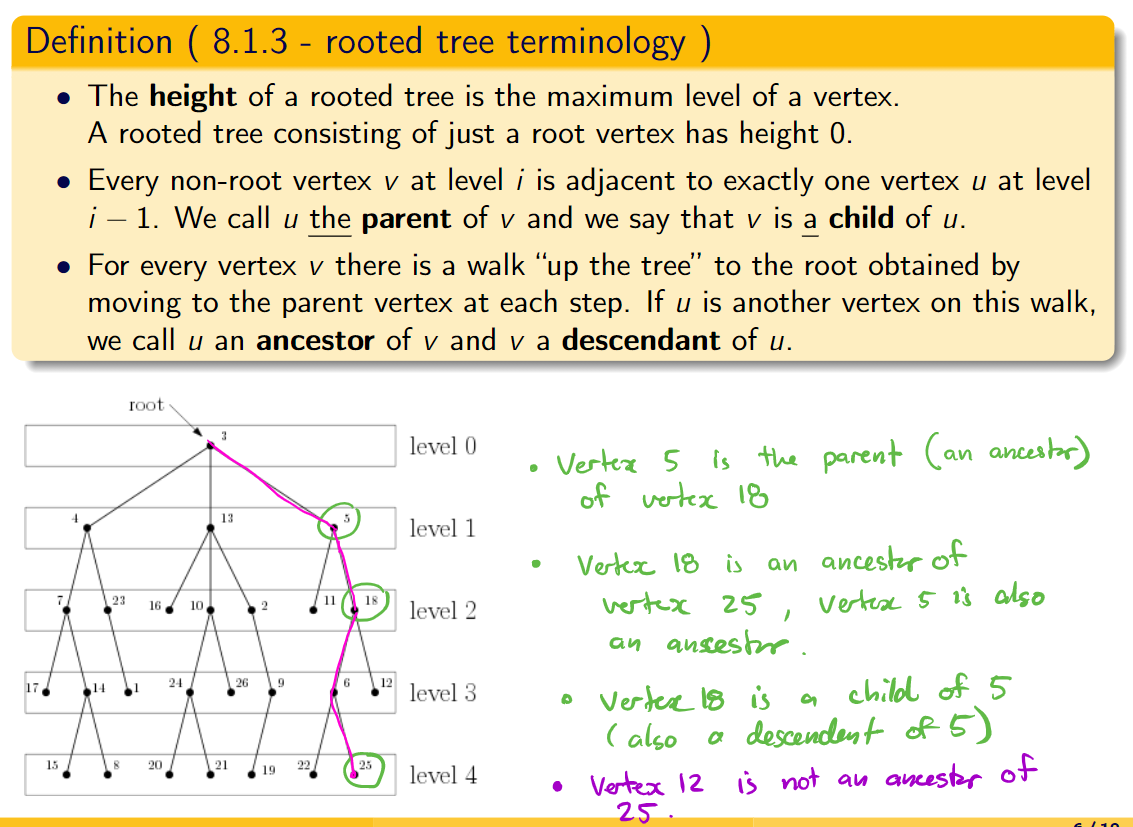 Definition ( 8.1.3 - rooted tree terminology )
• The height of a rooted tree is the maximum level of a vertex.
A rooted tree consisting of just a root vertex has height 0.
• Every non-root vertex v at level i is adjacent to exactly one vertex u at level
i − 1. We call u the parent of v and we say that v is a child of u.
• For every vertex v there is a walk “up the tree” to the root obtained by
moving to the parent vertex at each step. If u is another vertex on this walk,
we call u an ancestor of v and v a descendant of u.
root
3
level 0
4 13 5
level 1
7 23 16 10 2 11 18
level 2
17 14 1 24 26 9 6 12
level 3
15 8 20 21 19 22 25
level 4
• Vertex 5 is the parent (an ancestor)
of vertex 18
• Vertex 18 is an ancestor of
vertex 25 , vertex 5 is also
an ansestor.
• Vertex 18 is a child of 5
(also a descendent of 5)
• Vertex 12 is not an ancester of
25.